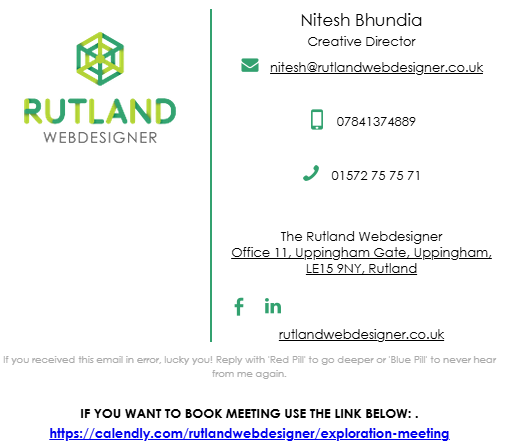 RUTLAND
WEBDESIGNER
Nitesh Bhundia
Creative Director
nitesh@rutlandwebdesigner.co.uk
07841374889
01572 75 75 71
The Rutland Webdesigner
Office 11, Uppingham Gate, Uppingham,
LE15 9NY, Rutland
rutlandwebdesigner.co.uk
If you received this email in error, lucky you! Reply with 'Red Pill' to go deeper or 'Blue Pill' to never hear
from me again.
IF YOU WANT TO BOOK MEETING USE THE LINK BELOW: .
https://calendly.com/rutlandwebdesigner/exploration-meeting